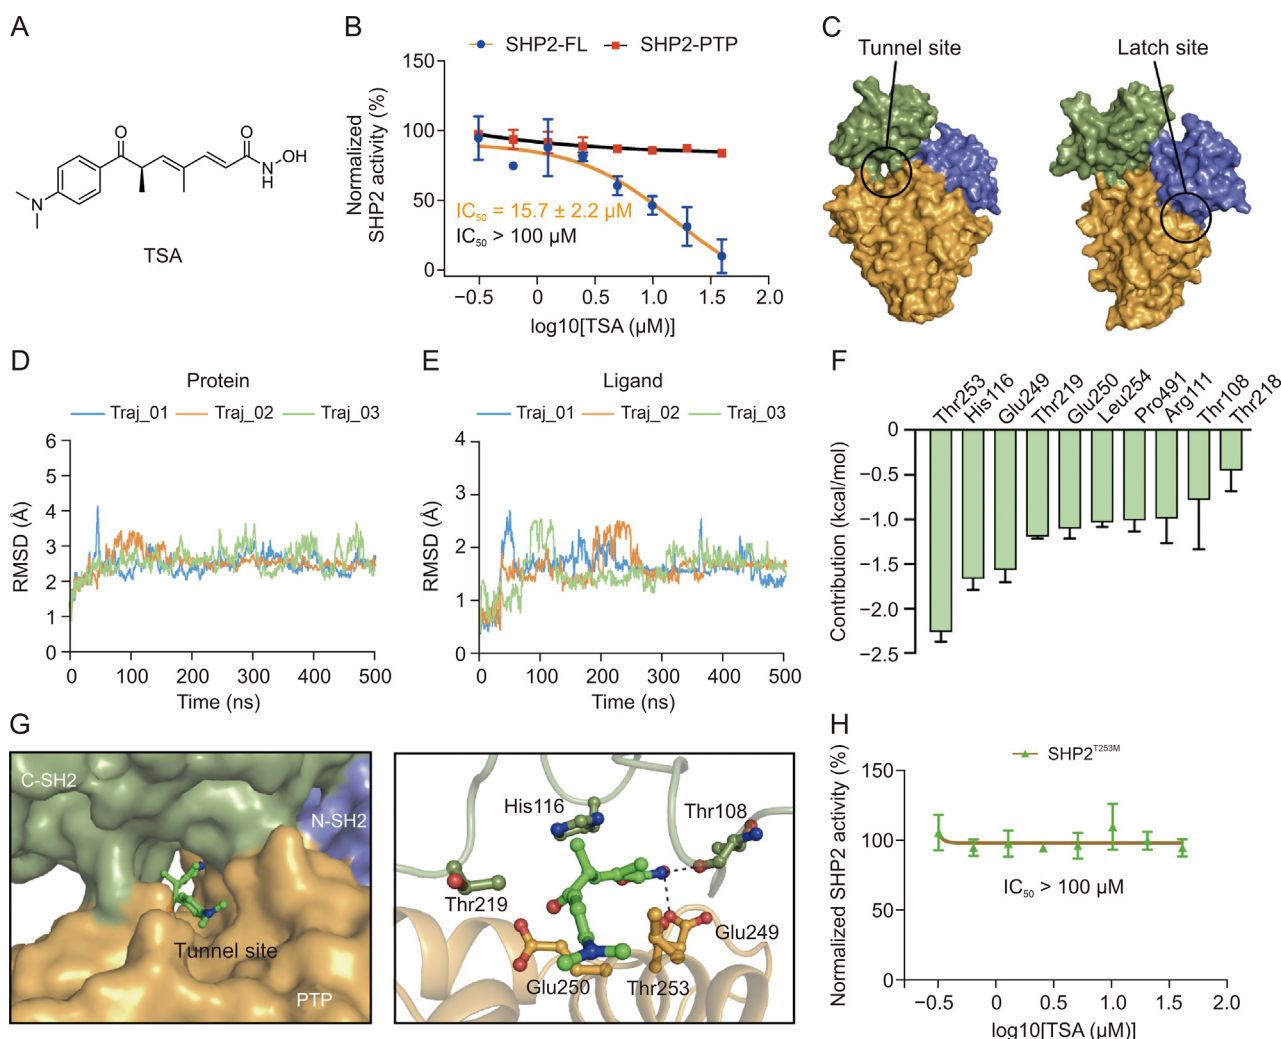 A
O
O
N
H
OH
N
TSA
B
SHP2-FL
SHP2-PTP
Normalized
SHP2 activity (%)
150
100
50
0
IC50 = 15.7 ± 2.2 µM
IC50 > 100 µM
−0.5
0
0.5
1.0
1.5
2.0
log10[TSA (µM)]
C
Tunnel site
Latch site
D
Protein
Traj_01
Traj_02
Traj_03
RMSD (Å)
6
5
4
3
2
1
0
0
100
200
300
400
500
Time (ns)
E
Ligand
Traj_01
Traj_02
Traj_03
RMSD (Å)
4
3
2
1
0
0
100
200
300
400
500
Time (ns)
F
Thr253
His116
Glu249
Thr219
Glu250
Leu254
Pro491
Arg111
Thr108
Thr218
Contribution (kcal/mol)
0
−0.5
−1.0
−1.5
−2.0
−2.5
G
C-SH2
N-SH2
Tunnel site
PTP
His116
Thr108
Thr219
Glu249
Glu250
Thr253
H
SHP2T253M
Normalized SHP2 activity (%)
150
100
50
0
IC50 > 100 µM
−0.5
0
0.5
1.0
1.5
2.0
log10[TSA (µM)]